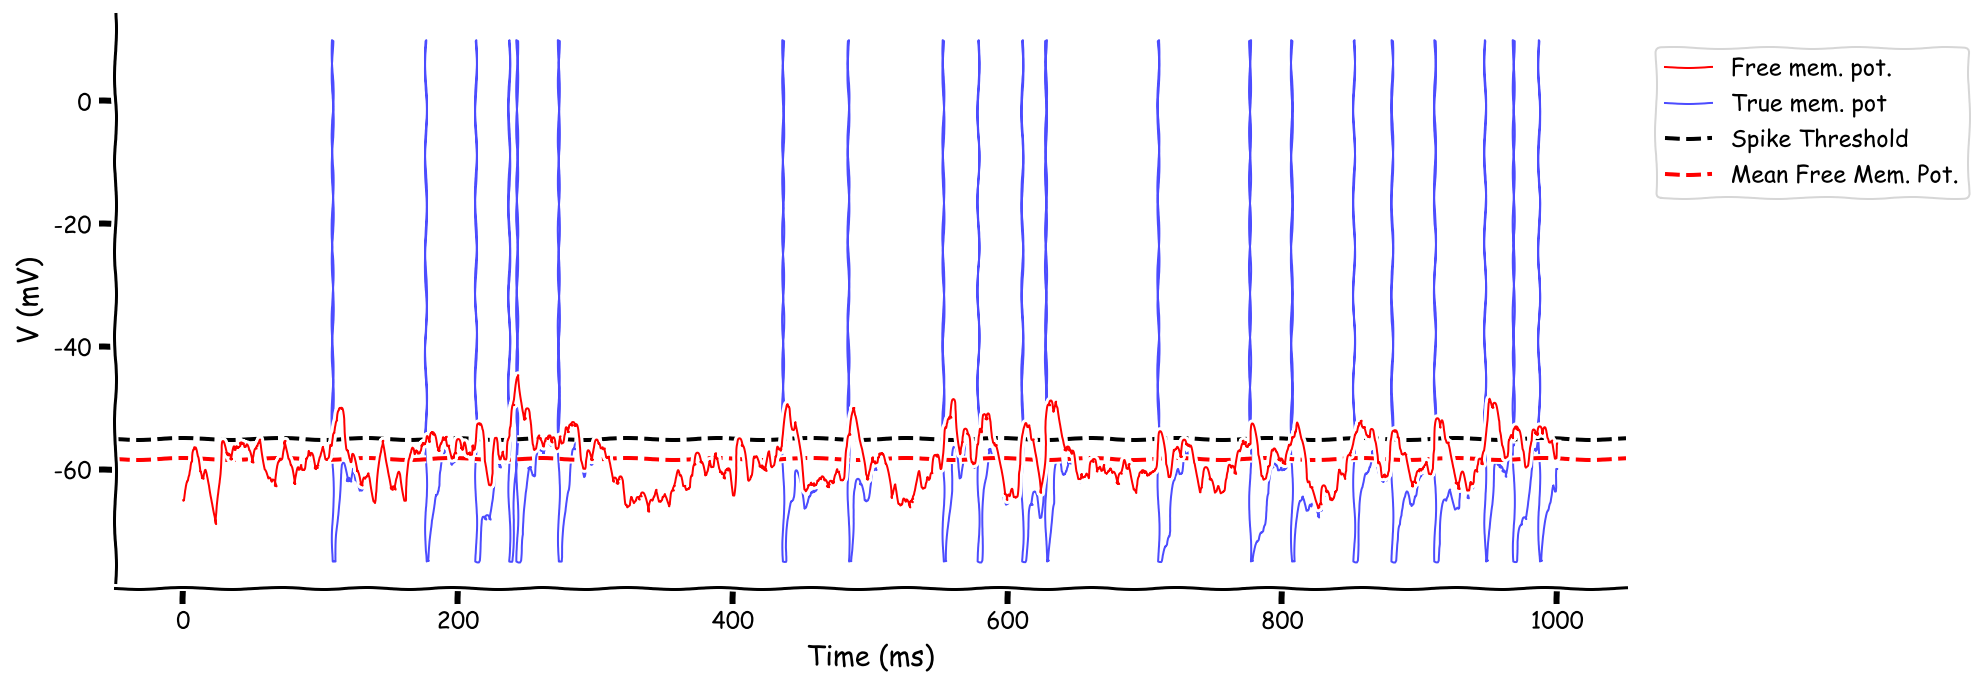 0
-20
-40
-60
V (mV)
0
200
400
600
800
1000
Time (ms)
Free mem. pot.
True mem. pot
Spike Threshold
Mean Free Mem. Pot.